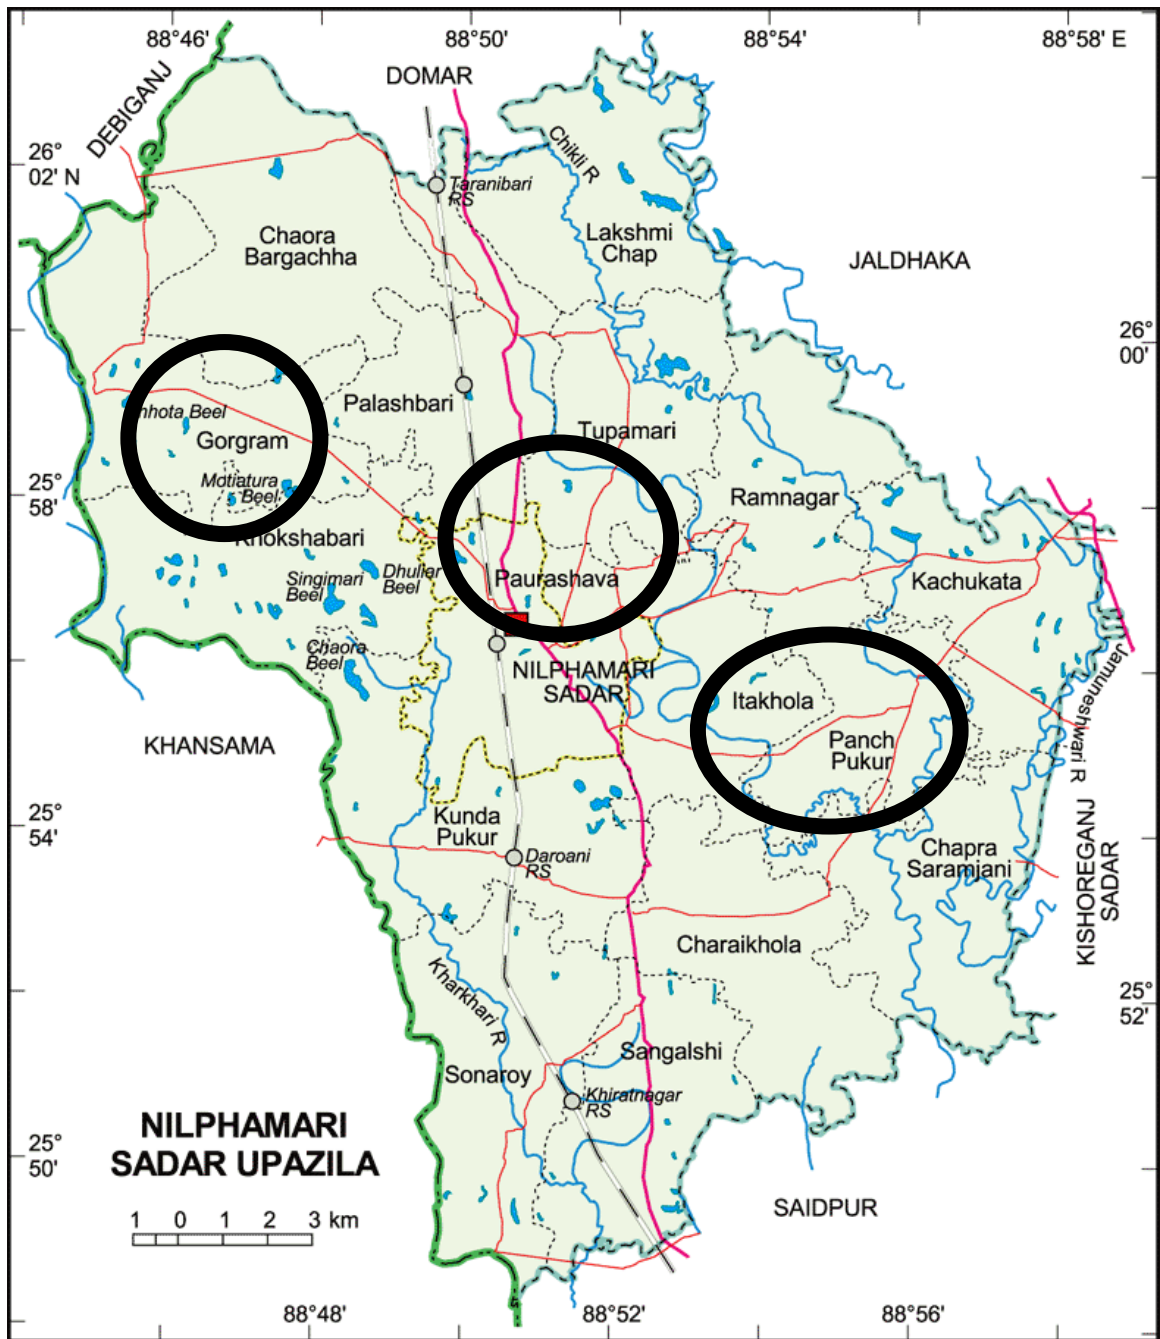 88°46'
88°50'
88°54'
88°58' E
DOMAR
DEBIGANJ
26°
02' N
Chikli R
Taranibari
RS
Lakshmi
Chap
Chaora
Bargachha
JALDHAKA
26°
00'
Palashbari
hhota Beel
Gorgram
Tupamari
Motiatura
Beel
25°
58'
Ramnagar
Khokshabari
Singimari
Beel
Dhullar
Beel
Paurashava
Kachukata
Chaora
Beel
NILPHAMARI
SADAR
Itakhola
Jamuneshwari R
KHANSAMA
Panch
Pukur
25°
54'
Kunda
Pukur
Daroani
RS
Chapra
Saramjani
KISHOREGANJ
SADAR
Charaikhola
Kharkhari R
25°
52'
Sangalshi
Sonaroy
Khiratnagar
RS
NILPHAMARI
SADAR UPAZILA
25°
50'
SAIDPUR
1 0 1 2 3 km
88°48'
88°52'
88°56'